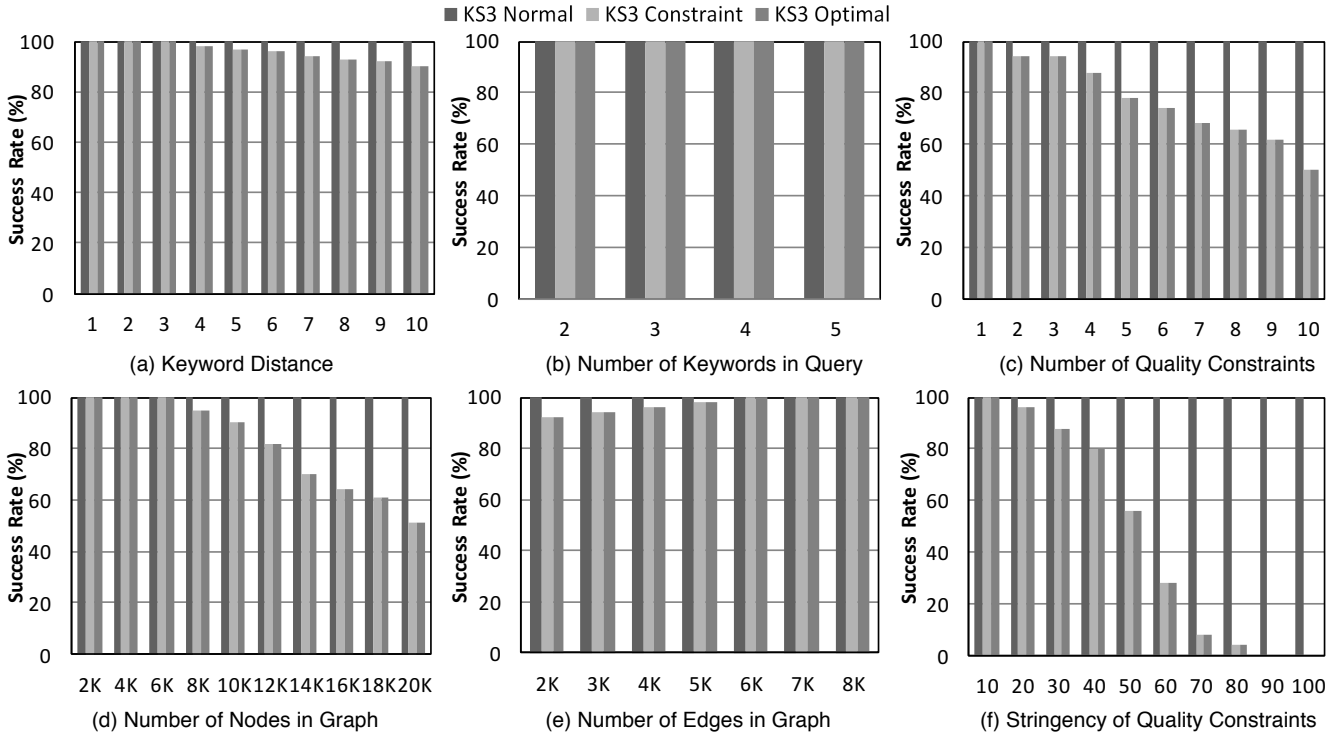 KS3 Normal KS3 Constraint KS3 Optimal
Success Rate (%)
100
80
60
40
20
0
1 2 3 4 5 6 7 8 9 10
(a) Keyword Distance
Success Rate (%)
100
80
60
40
20
0
2 3 4 5
(b) Number of Keywords in Query
Success Rate (%)
100
80
60
40
20
0
1 2 3 4 5 6 7 8 9 10
(c) Number of Quality Constraints
Success Rate (%)
100
80
60
40
20
0
2K 4K 6K 8K 10K 12K 14K 16K 18K 20K
(d) Number of Nodes in Graph
Success Rate (%)
100
80
60
40
20
0
2K 3K 4K 5K 6K 7K 8K
(e) Number of Edges in Graph
Success Rate (%)
100
80
60
40
20
0
10 20 30 40 50 60 70 80 90 100
(f) Stringency of Quality Constraints